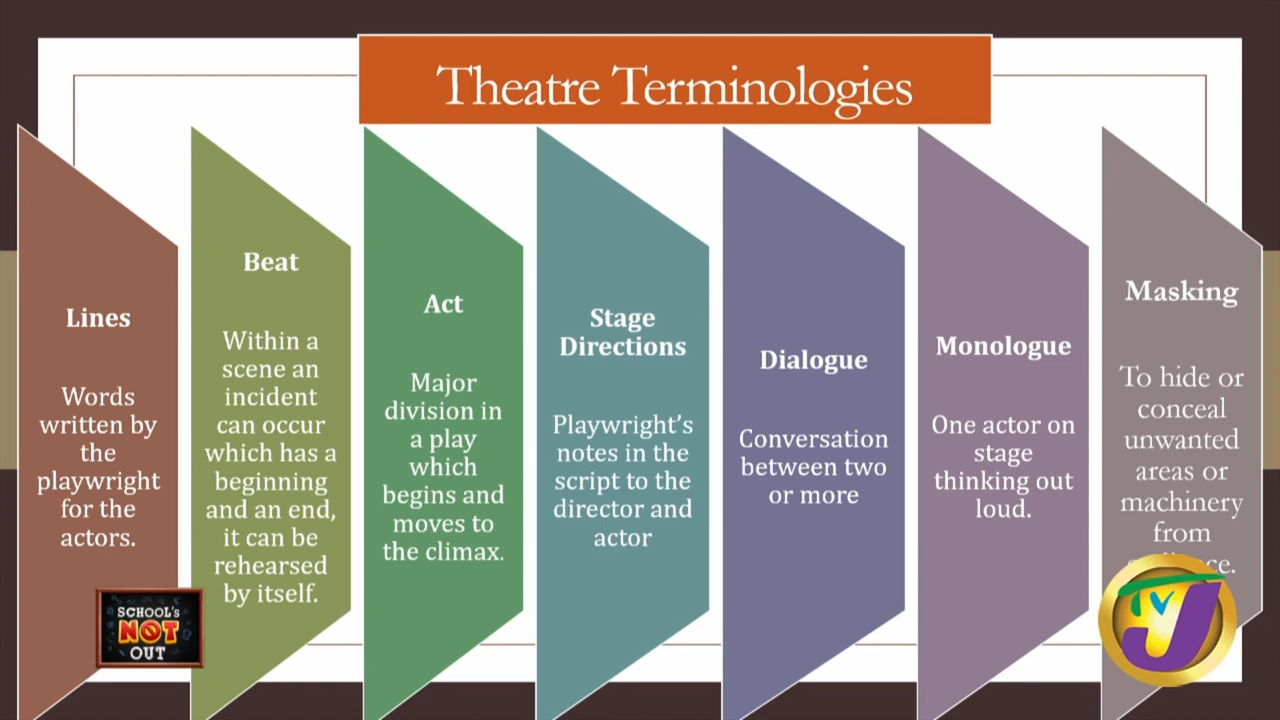 Theatre Terminologies
Lines
Words
written by
the
playwright
for the
actors.
Beat
Within a
scene an
incident
can occur
which has a
beginning
and an end,
it can be
rehearsed
by itself.
Act
Major
division in
a play
which
begins and
moves to
the climax.
Stage
Directions
Playwright's
notes in the
script to the
director and
actor
Dialogue
Conversation
between two
or more
Monologue
One actor on
stage
thinking out
loud.
Masking
To hide or
conceal
unwanted
areas or
machinery
from
SCHOOL's
NOT
OUT
TVJ